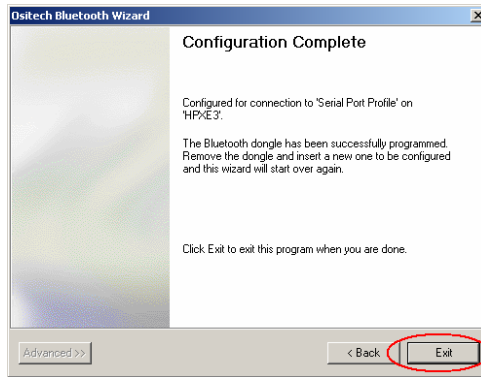 Ositech Bluetooth Wizard
Configuration Complete
Configured for connection to 'Serial Port Profile' on
'HPXE3'.
The Bluetooth dongle has been successfully programmed.
Remove the dongle and insert a new one to be configured
and this wizard will start over again.
Click Exit to exit this program when you are done.
Advanced >>
< Back
Exit